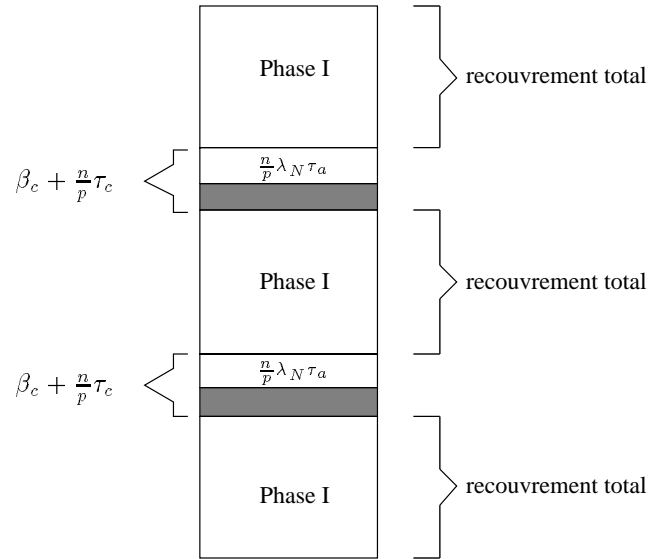 Phase I
recouvrement total
β_c + n/p τ_c
n/p λ_N τ_a
Phase I
recouvrement total
β_c + n/p τ_c
n/p λ_N τ_a
Phase I
recouvrement total